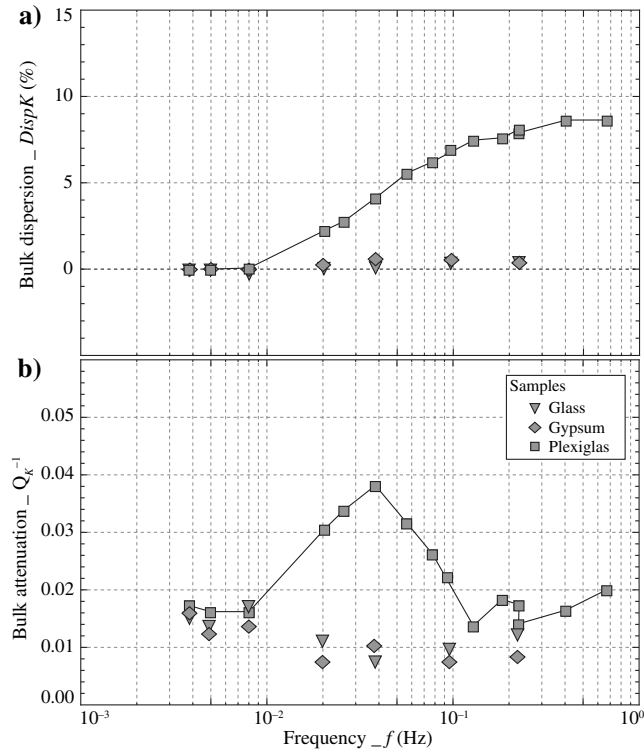 a)
15
10
5
0
Bulk dispersion _ DispK (%)
b)
0.05
0.04
0.03
0.02
0.01
0.00
Bulk attenuation _ Q_K^-1
Samples
Glass
Gypsum
Plexiglas
10^-3
10^-2
10^-1
10^0
Frequency _ f (Hz)